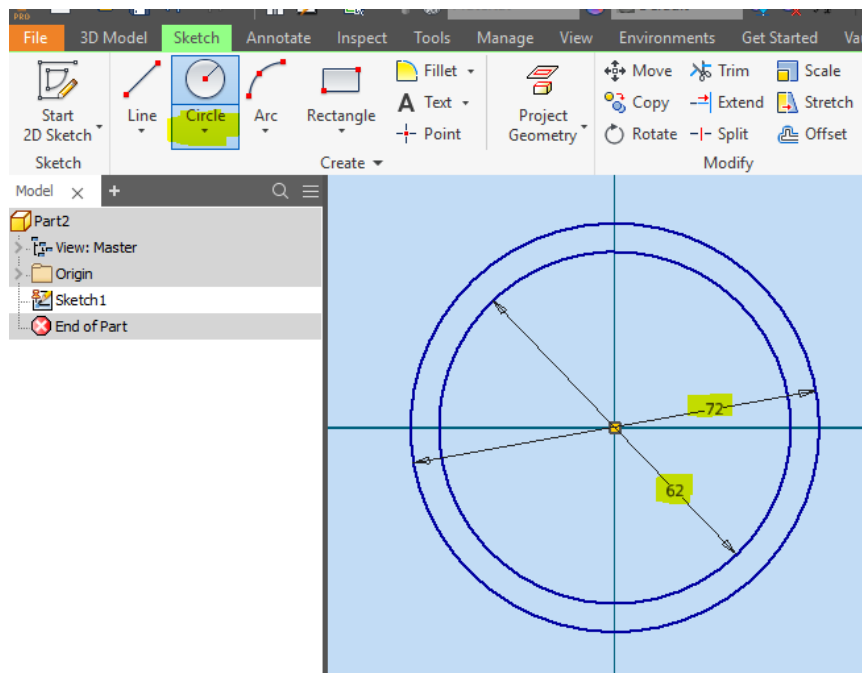 PRO
File 3D Model Sketch Annotate Inspect Tools Manage View Environments Get Started
Line Circle Arc Rectangle
Fillet
Text
Point
Start
2D Sketch
Project
Geometry
Move Trim Scale
Copy Extend Stretch
Rotate Split Offset
Sketch Create Modify
Model
Part2
View: Master
Origin
Sketch1
End of Part
72
62